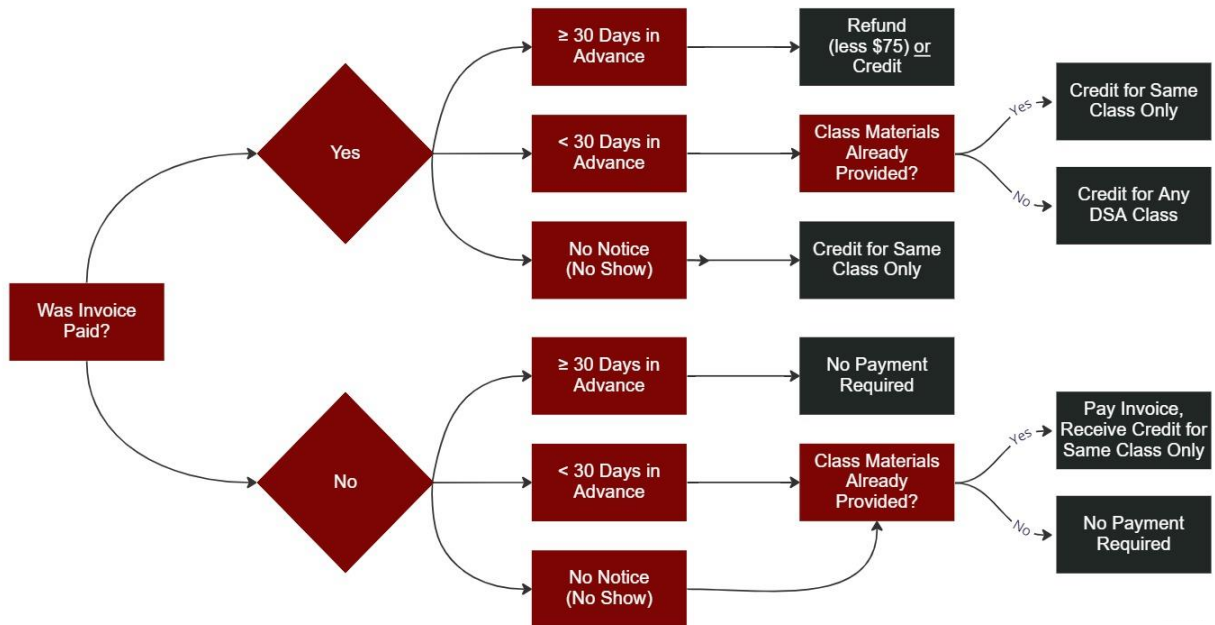 Was Invoice
Paid?
Yes
≥ 30 Days in
Advance
Refund
(less $75) or
Credit
< 30 Days in
Advance
Class Materials
Already
Provided?
Yes
Credit for Same
Class Only
No
Credit for Any
DSA Class
No Notice
(No Show)
Credit for Same
Class Only
No
≥ 30 Days in
Advance
No Payment
Required
< 30 Days in
Advance
Class Materials
Already
Provided?
Yes
Pay Invoice,
Receive Credit for
Same Class Only
No
No Payment
Required
No Notice
(No Show)